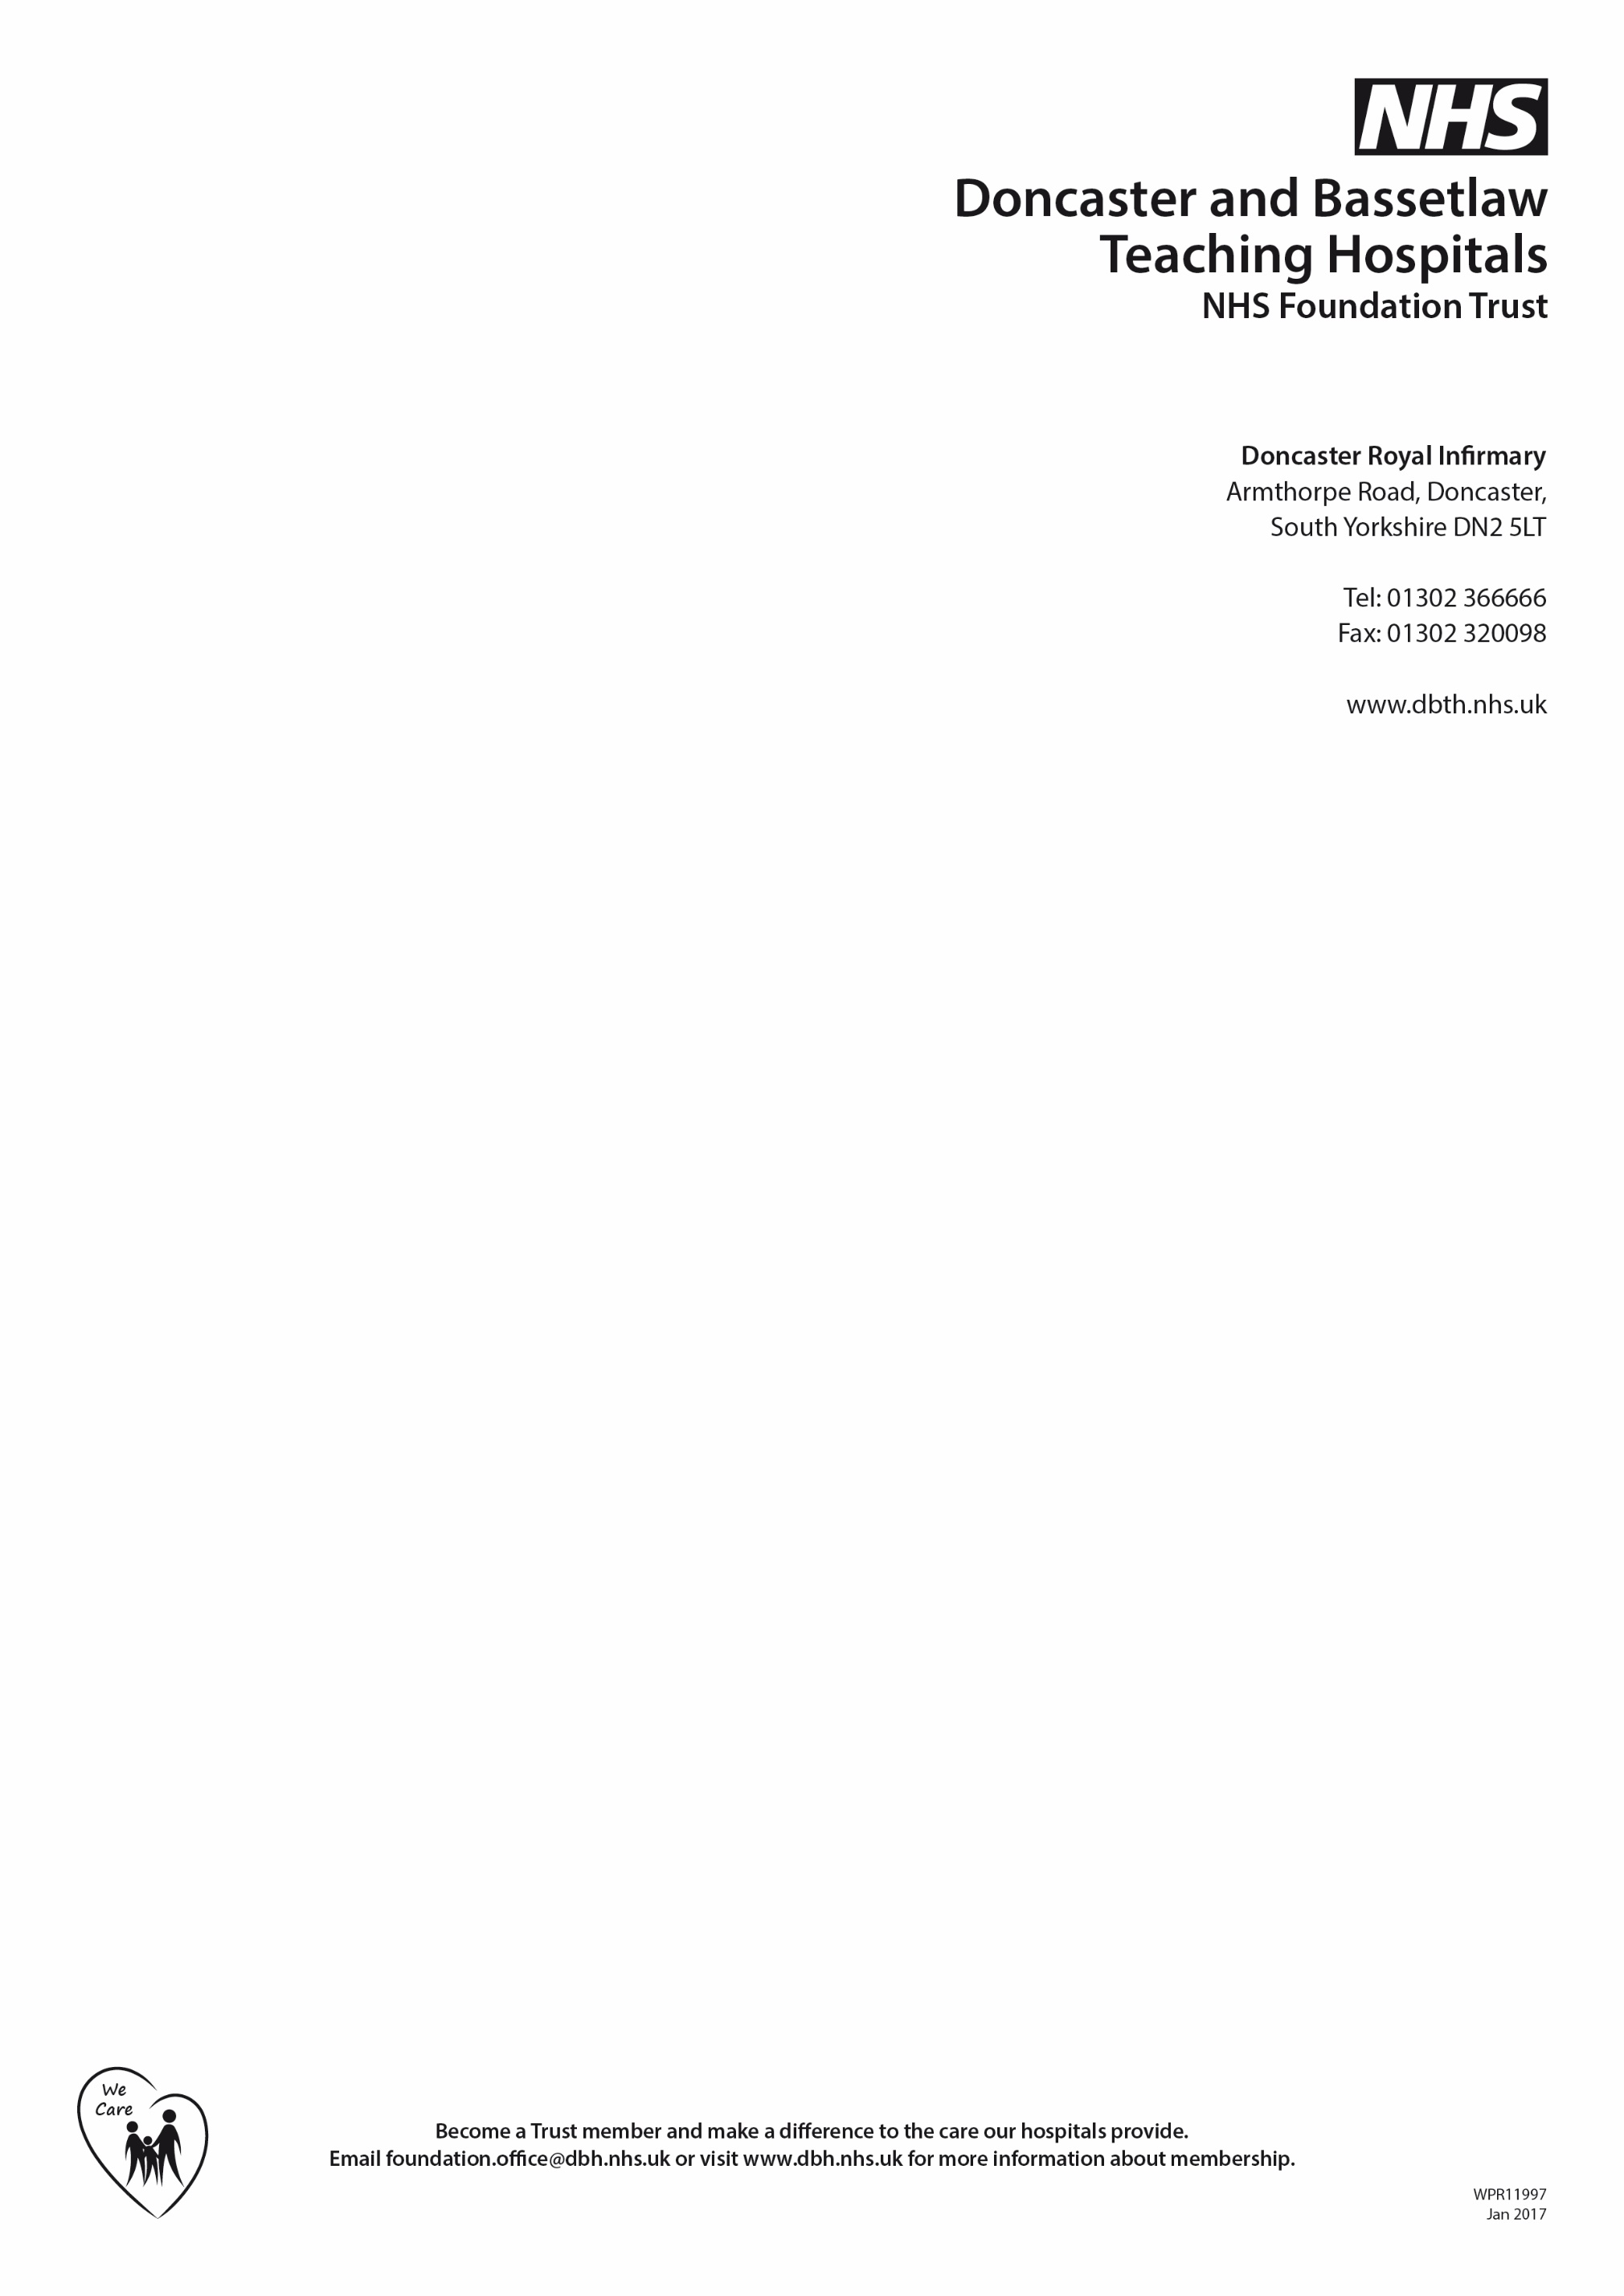 NHS
Doncaster and Bassetlaw
Teaching Hospitals
NHS Foundation Trust
Doncaster Royal Infirmary
Armthorpe Road, Doncaster,
South Yorkshire DN2 5LT
Tel: 01302 366666
Fax: 01302 320098
www.dbth.nhs.uk
We
Care
Become a Trust member and make a difference to the care our hospitals provide.
Email foundation.office@dbh.nhs.uk or visit www.dbh.nhs.uk for more information about membership.
WPR11997
Jan 2017